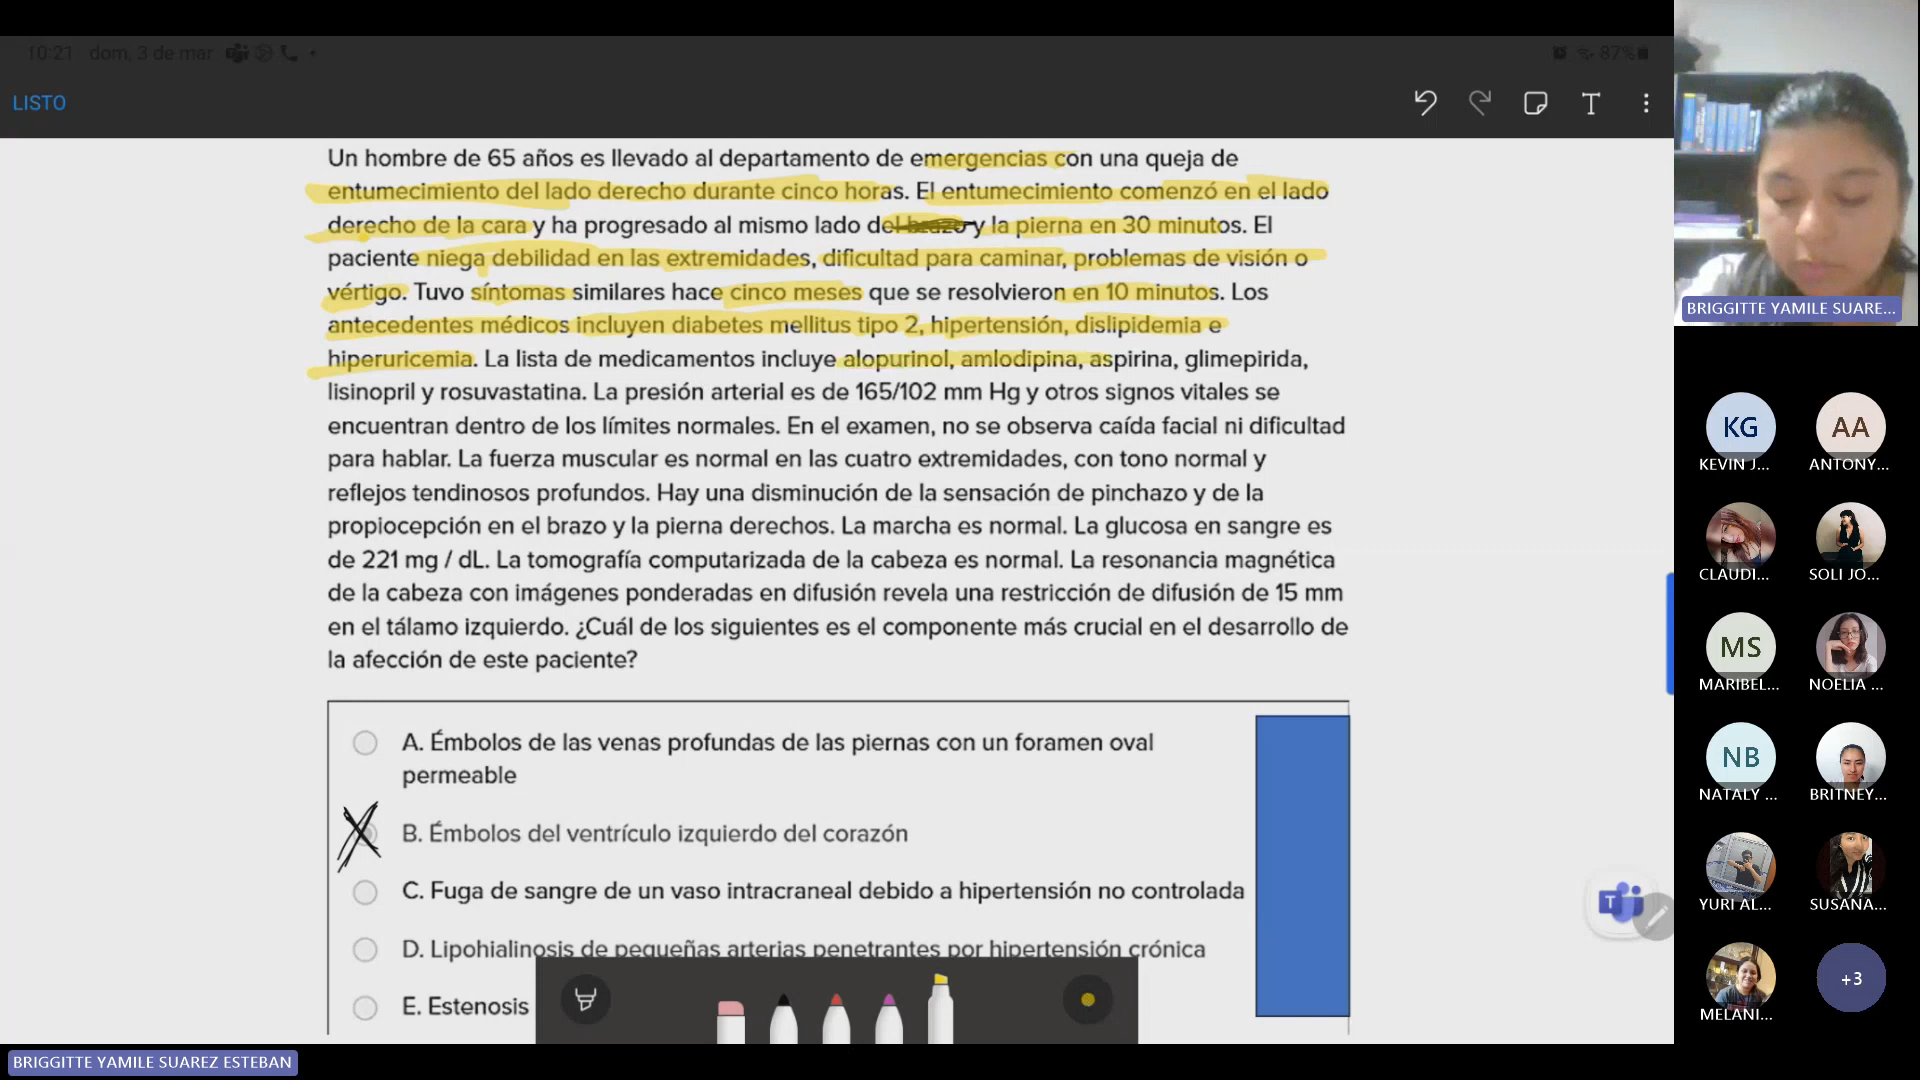 10:21 dom, 3 de mar
87%
LISTO
Un hombre de 65 años es llevado al departamento de emergencias con una queja de
entumecimiento del lado derecho durante cinco horas. El entumecimiento comenzó en el lado
derecho de la cara y ha progresado al mismo lado del brazo y la pierna en 30 minutos. El
paciente niega debilidad en las extremidades, dificultad para caminar, problemas de visión o
vértigo. Tuvo síntomas similares hace cinco meses que se resolvieron en 10 minutos. Los
antecedentes médicos incluyen diabetes mellitus tipo 2, hipertensión, dislipidemia e
hiperuricemia. La lista de medicamentos incluye alopurinol, amlodipina, aspirina, glimepirida,
lisinopril y rosuvastatina. La presión arterial es de 165/102 mm Hg y otros signos vitales se
encuentran dentro de los límites normales. En el examen, no se observa caída facial ni dificultad
para hablar. La fuerza muscular es normal en las cuatro extremidades, con tono normal y
reflejos tendinosos profundos. Hay una disminución de la sensación de pinchazo y de la
propiocepción en el brazo y la pierna derechos. La marcha es normal. La glucosa en sangre es
de 221 mg / dL. La tomografía computarizada de la cabeza es normal. La resonancia magnética
de la cabeza con imágenes ponderadas en difusión revela una restricción de difusión de 15 mm
en el tálamo izquierdo. ¿Cuál de los siguientes es el componente más crucial en el desarrollo de
la afección de este paciente?
A. Émbolos de las venas profundas de las piernas con un foramen oval
permeable
B. Émbolos del ventrículo izquierdo del corazón
C. Fuga de sangre de un vaso intracraneal debido a hipertensión no controlada
D. Lipohialinosis de pequeñas arterias penetrantes por hipertensión crónica
E. Estenosis
BRIGGITTE YAMILE SUAREZ ESTEBAN
BRIGGITTE YAMILE SUARE...
KG AA
KEVIN J... ANTONY...
CLAUDI... SOLI JO...
MS
MARIBEL... NOELIA ...
NB
NATALY ... BRITNEY...
YURI AL... SUSANA...
+3
MELANI...
T